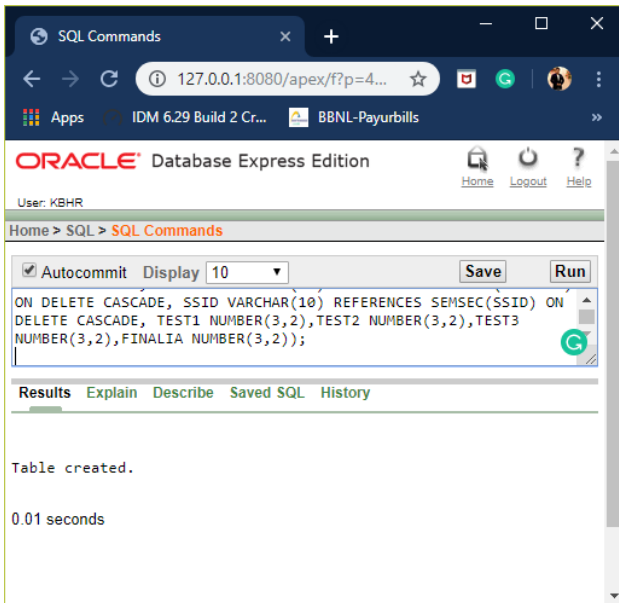 SQL Commands
127.0.0.1:8080/apex/f?p=4...
Apps IDM 6.29 Build 2 Cr... BBNL-Payurbills »
ORACLE Database Express Edition
Home Logout Help
User: KBHR
Home > SQL > SQL Commands
Autocommit Display 10 Save Run
ON DELETE CASCADE, SSID VARCHAR(10) REFERENCES SEMSEC(SSID) ON
DELETE CASCADE, TEST1 NUMBER(3,2),TEST2 NUMBER(3,2),TEST3
NUMBER(3,2),FINALIA NUMBER(3,2));
Results Explain Describe Saved SQL History
Table created.
0.01 seconds